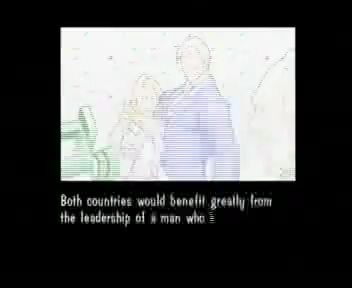 Both countries would benefit greatly from
the leadership of a man who